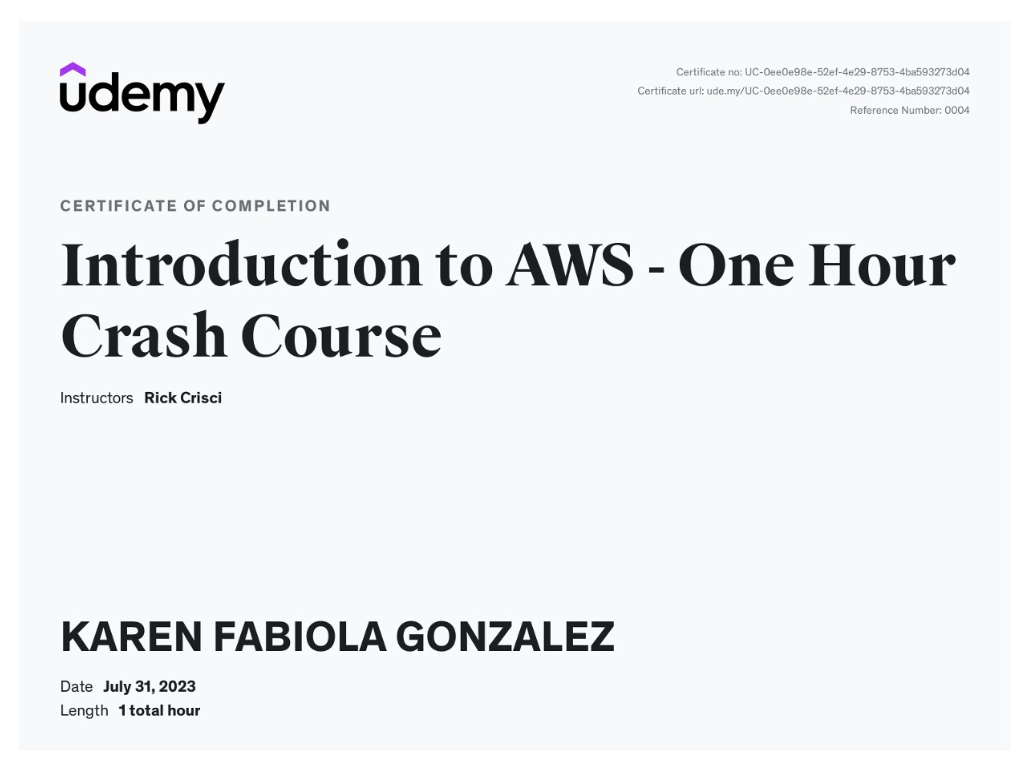 udemy
Certificate no: UC-0ee0e98e-52ef-4e29-8753-4ba593273d04
Certificate url: ude.my/UC-0ee0e98e-52ef-4e29-8753-4ba593273d04
Reference Number: 0004
CERTIFICATE OF COMPLETION
Introduction to AWS - One Hour
Crash Course
Instructors Rick Crisci
KAREN FABIOLA GONZALEZ
Date July 31, 2023
Length 1 total hour